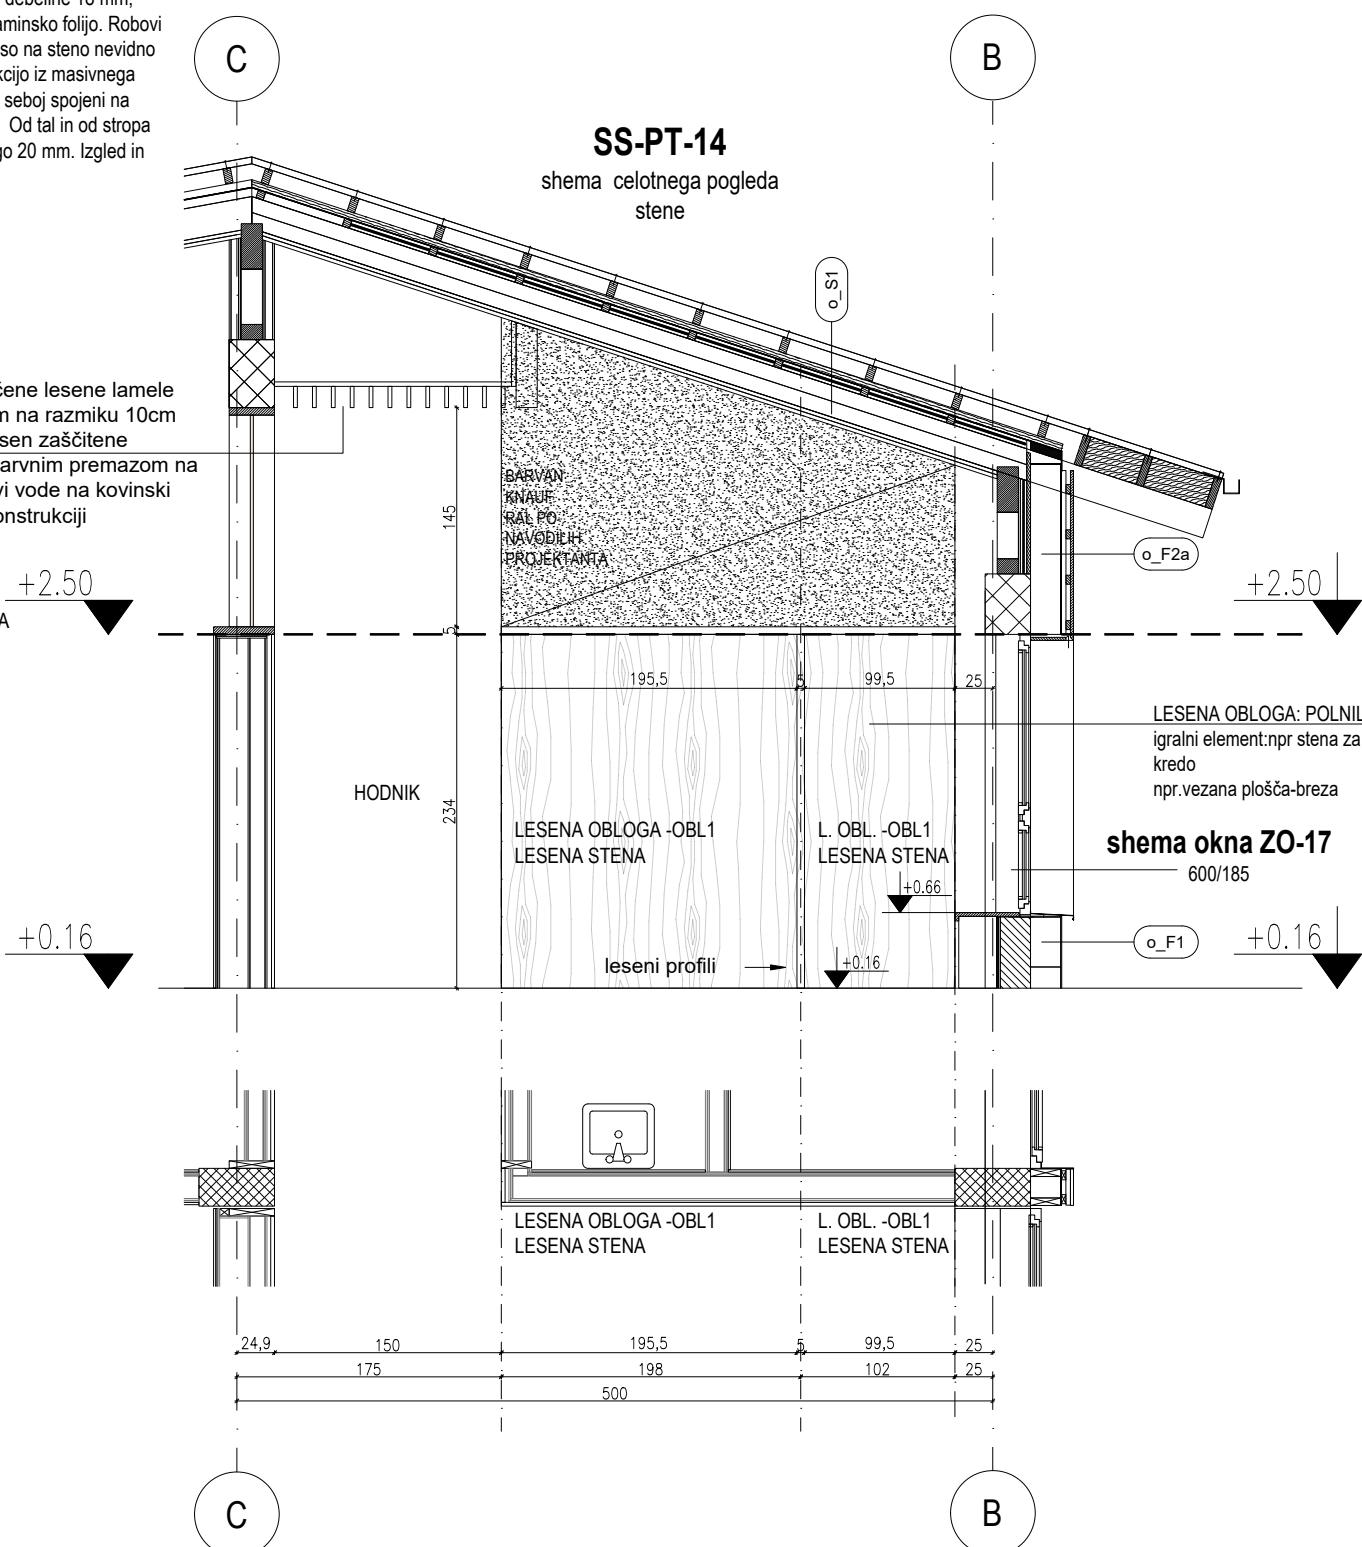 debeline 18 mm,
aminsko folijo. Robovi
so na steno nevidno
kcijo iz masivnega
seboj spojeni na
Od tal in od stropa
go 20 mm. Izgled in
C
B
SS-PT-14
shema celotnega pogleda
stene
o_S1
čene lesene lamele
m na razmiku 10cm
sen zaščitene
arvnim premazom na
vi vode na kovinski
onstrukciji
BARVAN
KNAUF
RAL PO
NAVODILIH
PROJEKTANTA
145
o_F2a
+2.50
+2.50
A
5
195,5
5
99,5
25
LESENA OBLOGA: POLNIL
igralni element:npr stena za
kredo
npr.vezana plošča-breza
HODNIK
234
LESENA OBLOGA -OBL1
LESENA STENA
L. OBL. -OBL1
LESENA STENA
shema okna ZO-17
600/185
+0.66
+0.16
o_F1
+0.16
leseni profili
+0.16
LESENA OBLOGA -OBL1
LESENA STENA
L. OBL. -OBL1
LESENA STENA
24,9
150
195,5
5
99,5
25
175
198
102
25
500
C
B